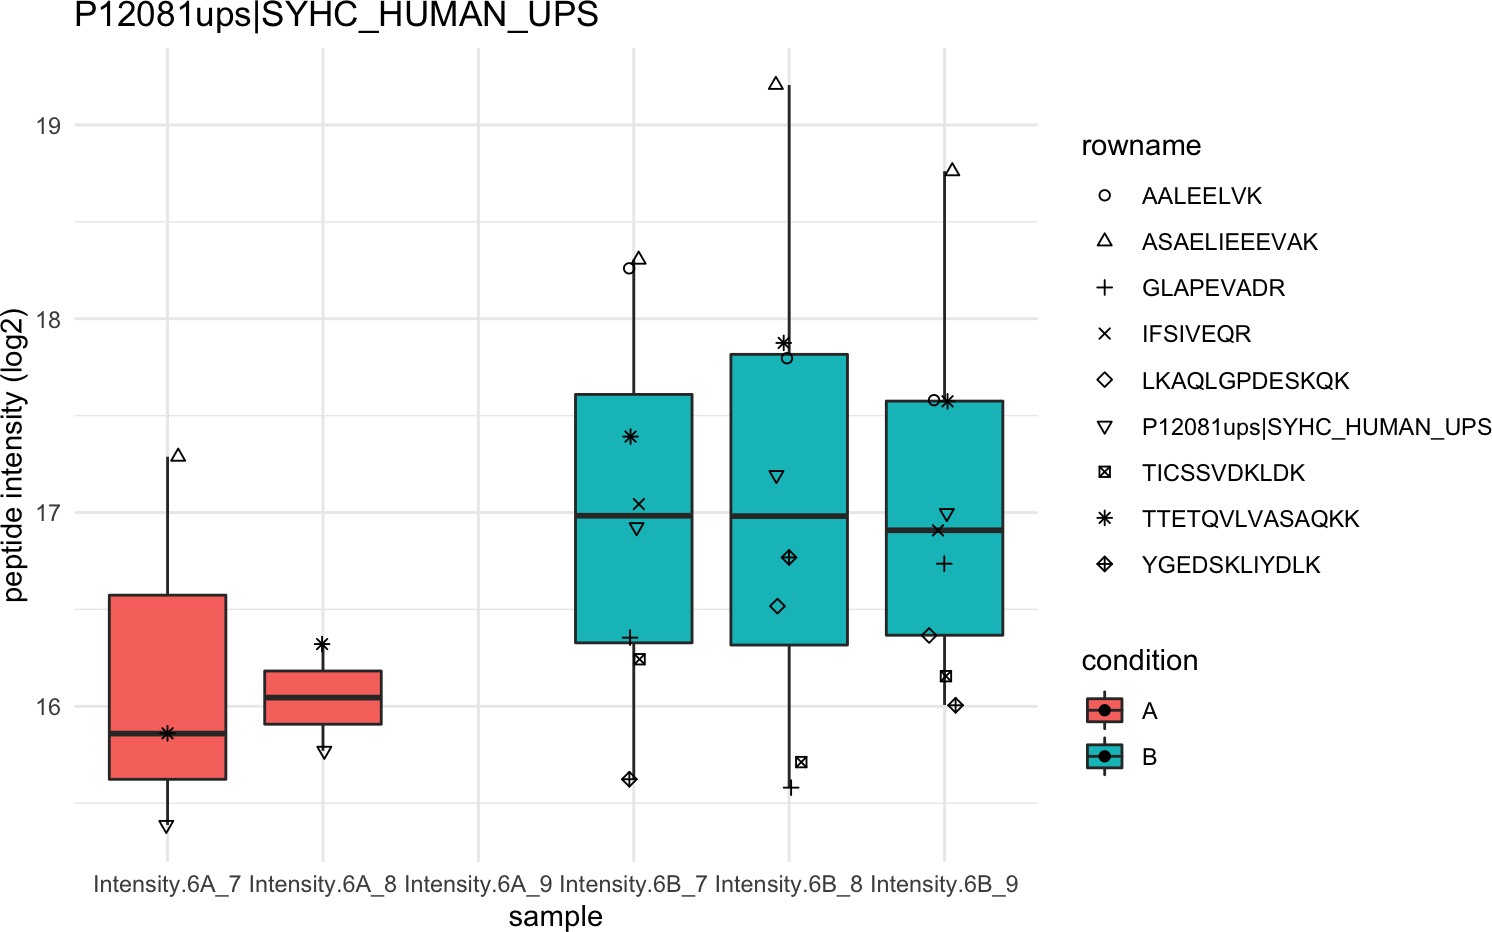 P12081ups|SYHC_HUMAN_UPS
peptide intensity (log2)
19
18
17
16
Intensity.6A_7 Intensity.6A_8 Intensity.6A_9 Intensity.6B_7 Intensity.6B_8 Intensity.6B_9
sample
rowname
AALEELVK
ASAELIEEEVAK
GLAPEVADR
IFSIVEQR
LKAQLGPDESKQK
P12081ups|SYHC_HUMAN_UPS
TICSSVDKLDK
TTETQVLVASAQKK
YGEDSKLIYDLK
condition
A
B